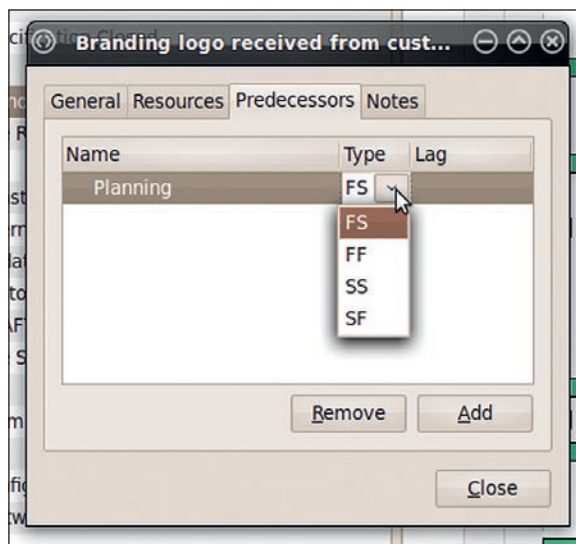 Branding logo received from cust...
General Resources Predecessors Notes
Name Type Lag
Planning FS
FS
FF
SS
SF
Remove Add
Close